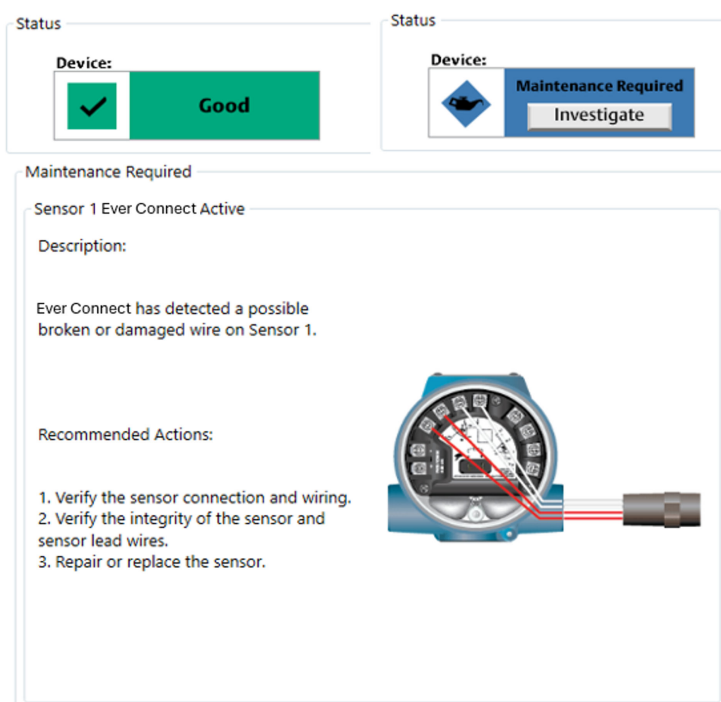 Status
Device:
Good
Status
Device:
Maintenance Required
Investigate
Maintenance Required
Sensor 1 Ever Connect Active
Description:
Ever Connect has detected a possible
broken or damaged wire on Sensor 1.
Recommended Actions:
1. Verify the sensor connection and wiring.
2. Verify the integrity of the sensor and
sensor lead wires.
3. Repair or replace the sensor.